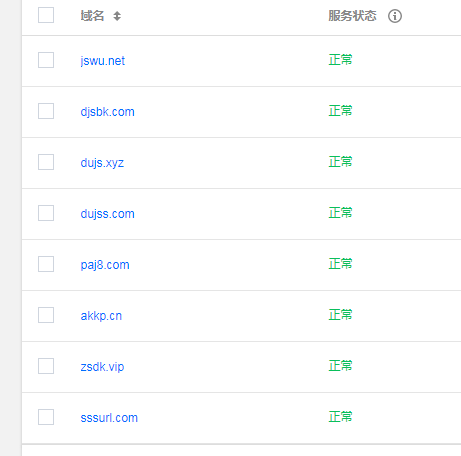 域名 服务状态
jswu.net 正常
djsbk.com 正常
dujs.xyz 正常
dujss.com 正常
paj8.com 正常
akkp.cn 正常
zsdk.vip 正常
sssurl.com 正常